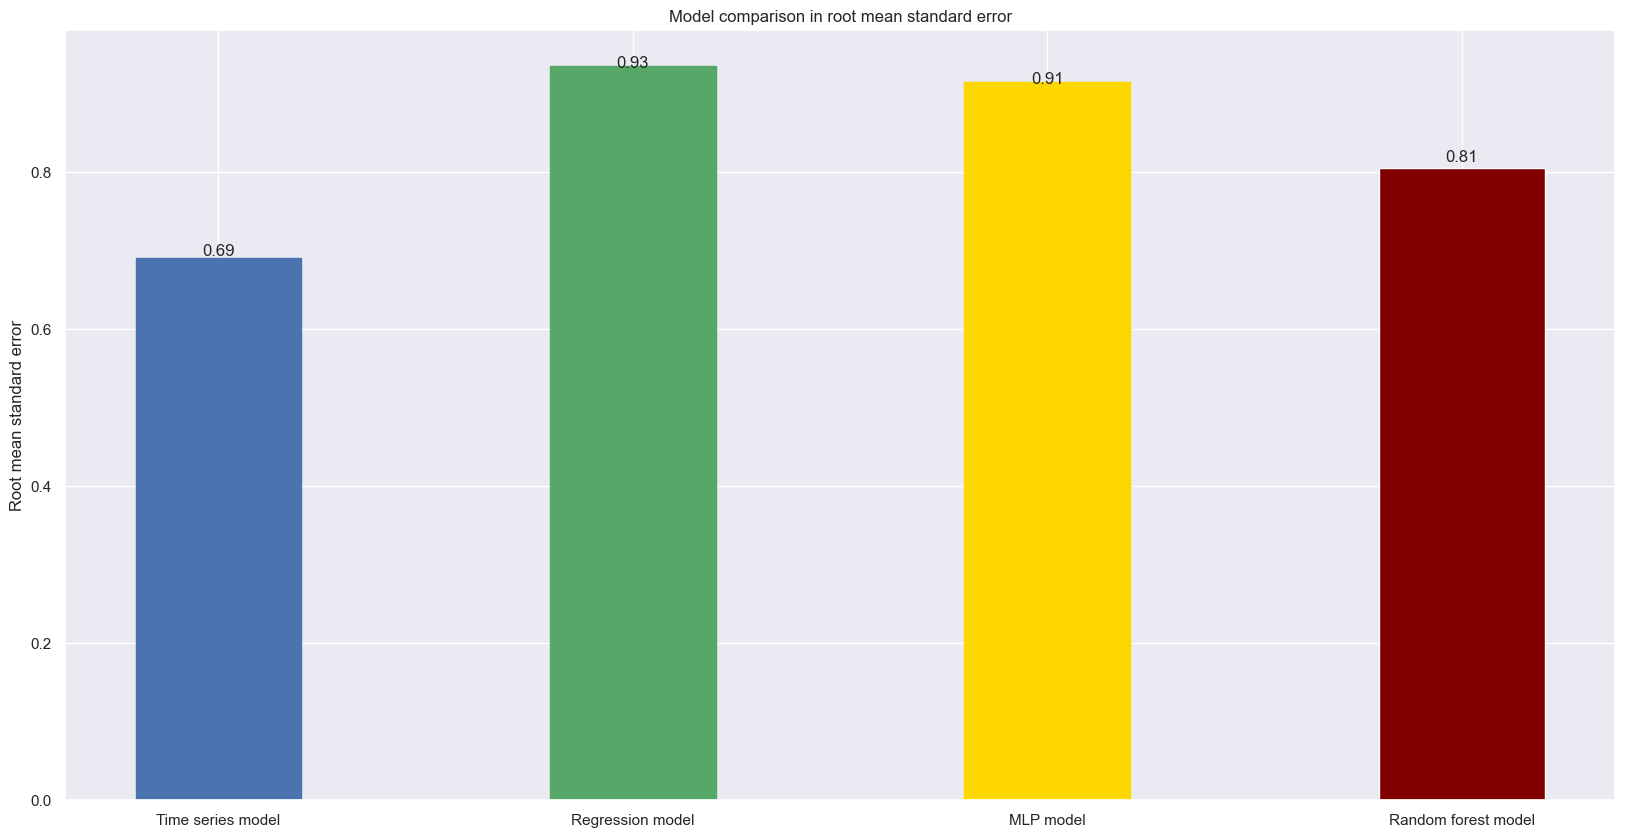 Model comparison in root mean standard error
0.93
0.91
0.81
0.8
0.69
0.6
0.4
0.2
0.0
Root mean standard error
Time series model
Regression model
MLP model
Random forest model